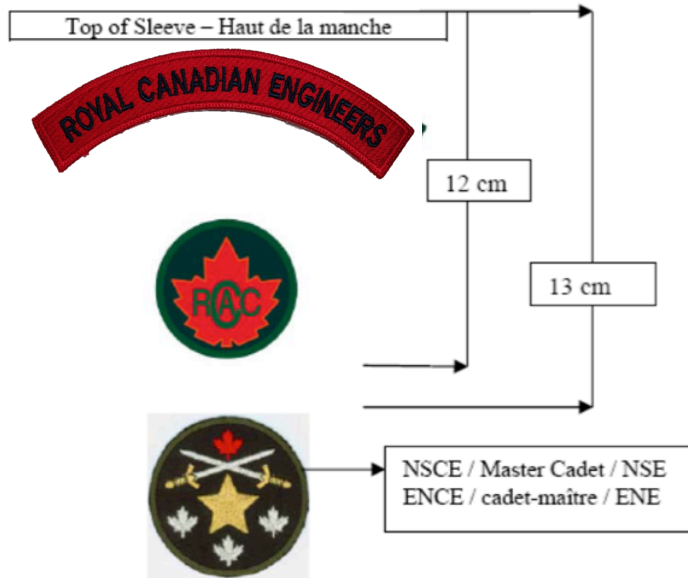 Top of Sleeve – Haut de la manche
ROYAL CANADIAN ENGINEERS
12 cm
RCAC
13 cm
NSCE / Master Cadet / NSE
ENCE / cadet-maître / ENE